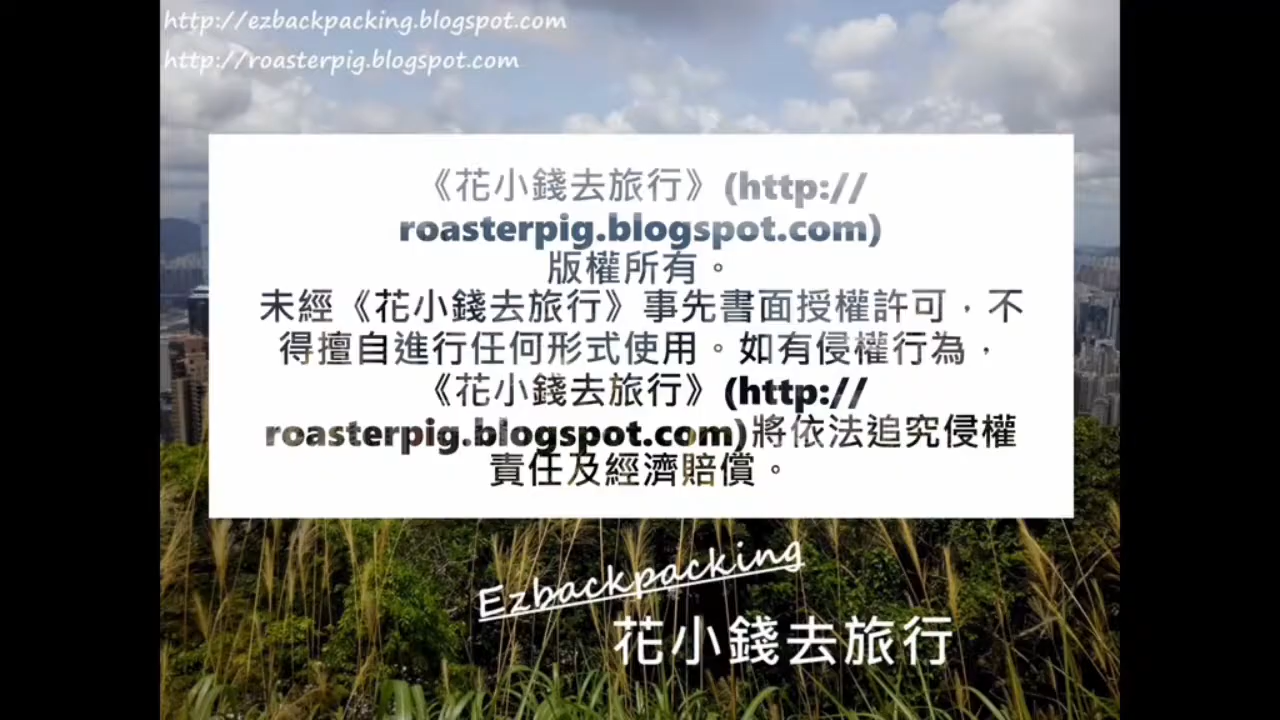 http://ezbackpacking.blogspot.com
http://roasterpig.blogspot.com
《花小錢去旅行》(http://
roasterpig.blogspot.com)
版權所有。
未經《花小錢去旅行》事先書面授權許可，不
得擅自進行任何形式使用。如有侵權行為，
《花小錢去旅行》(http://
roasterpig.blogspot.com)將依法追究侵權
責任及經濟賠償。
Ezbackpacking
花小錢去旅行